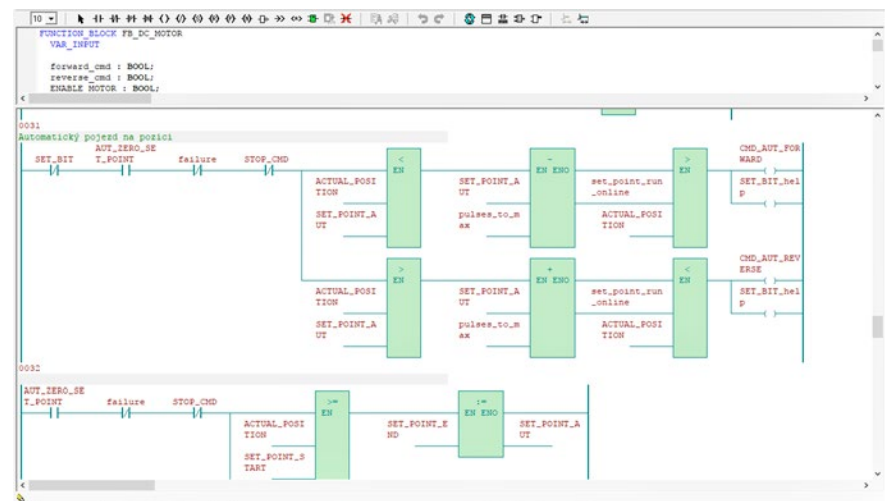 10
FUNCTION_BLOCK FB_DC_MOTOR
VAR_INPUT
forward_cmd : BOOL;
reverse_cmd : BOOL;
ENABLE MOTOR : BOOL;
0031
Automatický pojezd na pozici
SET_BIT
AUT_ZERO_SE
T_POINT
failure
STOP_CMD
<
EN
ACTUAL_POSI
TION
SET_POINT_A
UT
-
EN ENO
SET_POINT_A
UT
pulses_to_m
ax
set_point_run
_online
>
EN
ACTUAL_POSI
TION
CMD_AUT_FOR
WARD
SET_BIT_hel
p
>
EN
ACTUAL_POSI
TION
SET_POINT_A
UT
+
EN ENO
SET_POINT_A
UT
pulses_to_m
ax
set_point_run
_online
<
EN
ACTUAL_POSI
TION
CMD_AUT_REV
ERSE
SET_BIT_hel
p
0032
AUT_ZERO_SE
T_POINT
failure
STOP_CMD
>=
EN
ACTUAL_POSI
TION
SET_POINT_S
TART
:=
EN ENO
SET_POINT_E
ND
SET_POINT_A
UT